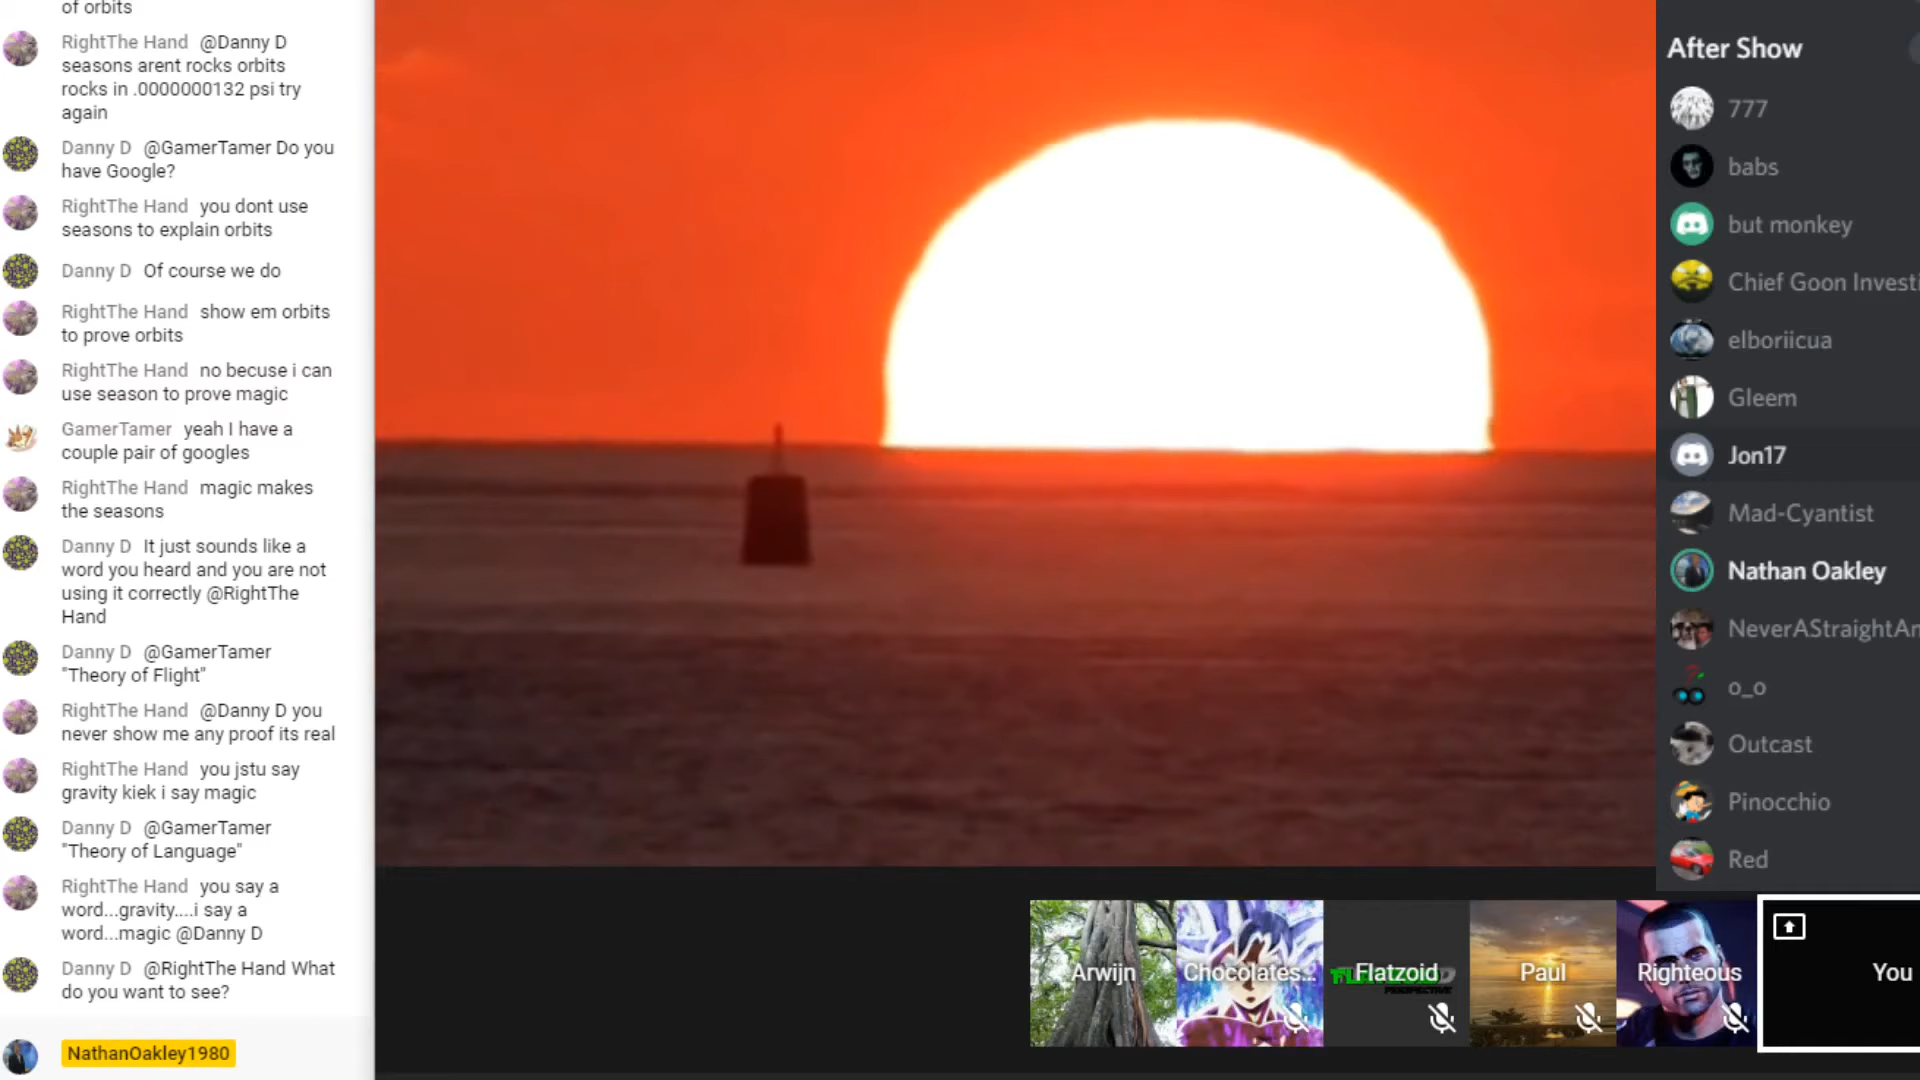 of orbits
RightThe Hand @Danny D
seasons arent rocks orbits
rocks in .0000000132 psi try
again
Danny D @GamerTamer Do you
have Google?
RightThe Hand you dont use
seasons to explain orbits
Danny D Of course we do
RightThe Hand show em orbits
to prove orbits
RightThe Hand no becuse i can
use season to prove magic
GamerTamer yeah I have a
couple pair of googles
RightThe Hand magic makes
the seasons
Danny D It just sounds like a
word you heard and you are not
using it correctly @RightThe
Hand
Danny D @GamerTamer
"Theory of Flight"
RightThe Hand @Danny D you
never show me any proof its real
RightThe Hand you jstu say
gravity kiek i say magic
Danny D @GamerTamer
"Theory of Language"
RightThe Hand you say a
word...gravity....i say a
word...magic @Danny D
Danny D @RightThe Hand What
do you want to see?
NathanOakley1980
After Show
777
babs
but monkey
Chief Goon Investi
elboriicua
Gleem
Jon17
Mad-Cyantist
Nathan Oakley
NeverAStraightAn
o_o
Outcast
Pinocchio
Red
Arwijn
Chocolates...
Flatzoid
PERSPECTIVE
Paul
Righteous
You